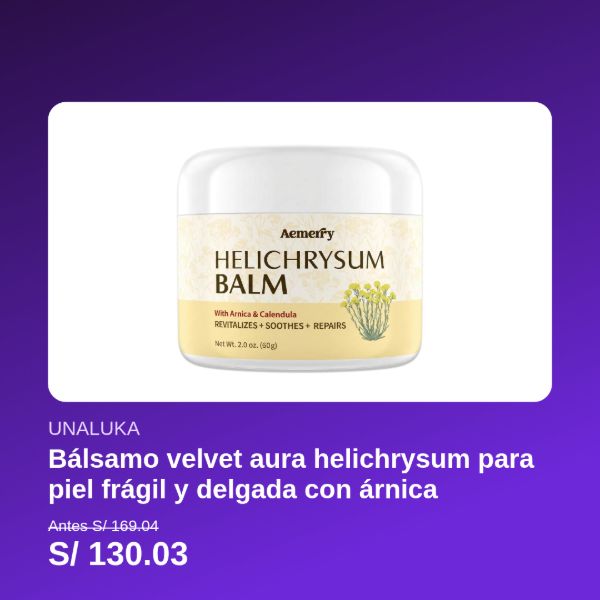 Aemerry
HELICHRYSUM
BALM
With Arnica & Calendula
REVITALIZES + SOOTHES + REPAIRS
Net Wt. 2.0 oz. (60g)
UNALUKA
Bálsamo velvet aura helichrysum para
piel frágil y delgada con árnica
Antes S/ 169.04
S/ 130.03